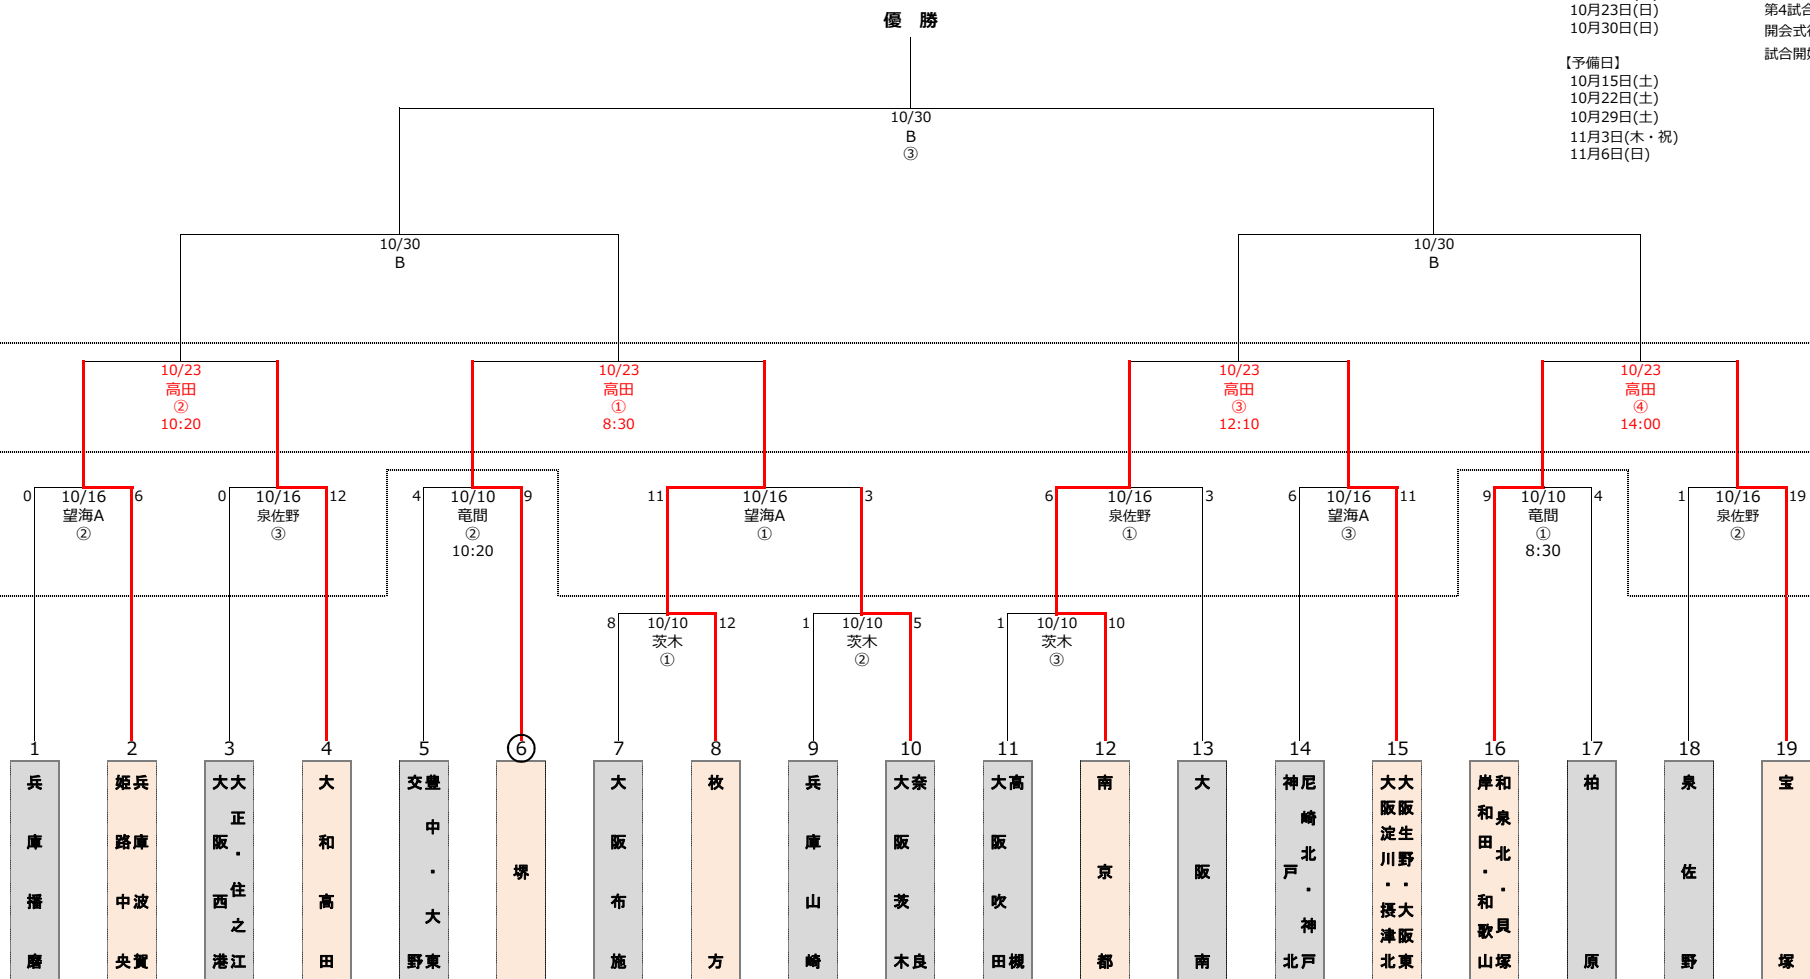 優 勝
10月23日(日)
10月30日(日)
第4試合
開会式
試合開
【予備日】
10月15日(土)
10月22日(土)
10月29日(土)
11月3日(木・祝)
11月6日(日)
10/30
B
③
10/30
B
10/30
B
10/23
高田
②
10:20
10/23
高田
①
8:30
10/23
高田
③
12:10
10/23
高田
④
14:00
0 10/16 6
望海A
②
0 10/16 12
泉佐野
③
4 10/10 9
竜間
②
10:20
11 10/16 3
望海A
①
6 10/16 3
泉佐野
①
6 10/16 11
望海A
③
9 10/10 4
竜間
①
8:30
1 10/16 19
泉佐野
②
8 10/10 12
茨木
①
1 10/10 5
茨木
②
1 10/10 10
茨木
③
1 2 3 4 5 6 7 8 9 10 11 12 13 14 15 16 17 18 19
兵庫播磨
兵庫波賀
姫路中央
大正・住之江
大阪西港
大和高田
豊中・大東
交野
堺
大阪布施
枚方
兵庫山崎
奈良
大阪茨木
高槻
大阪吹田
南京都
大阪南
尼崎北・神戸
神戸北
大阪生野・大阪東
大阪淀川・摂津北
和泉北・貝塚
岸和田・和歌山
柏原
泉佐野
宝塚